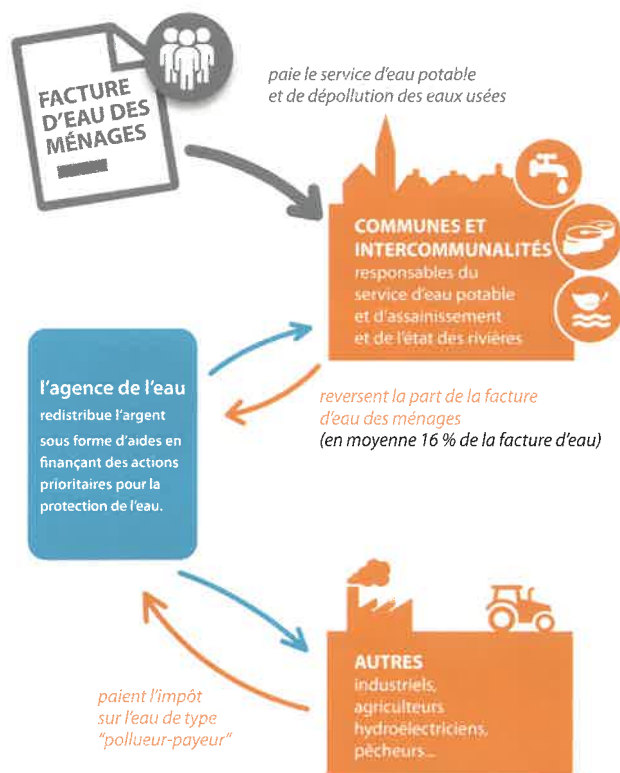 FACTURE
D'EAU DES
MÉNAGES
paie le service d'eau potable
et de dépollution des eaux usées
COMMUNES ET
INTERCOMMUNALITÉS
responsables du
service d'eau potable
et d'assainissement
et de l'état des rivières
l'agence de l'eau
redistribue l'argent
sous forme d'aides en
finançant des actions
prioritaires pour la
protection de l'eau.
reversent la part de la facture
d'eau des ménages
(en moyenne 16 % de la facture d'eau)
AUTRES
industriels,
agriculteurs
hydroélectriciens,
pêcheurs...
paient l'impôt
sur l'eau de type
"pollueur-payeur"